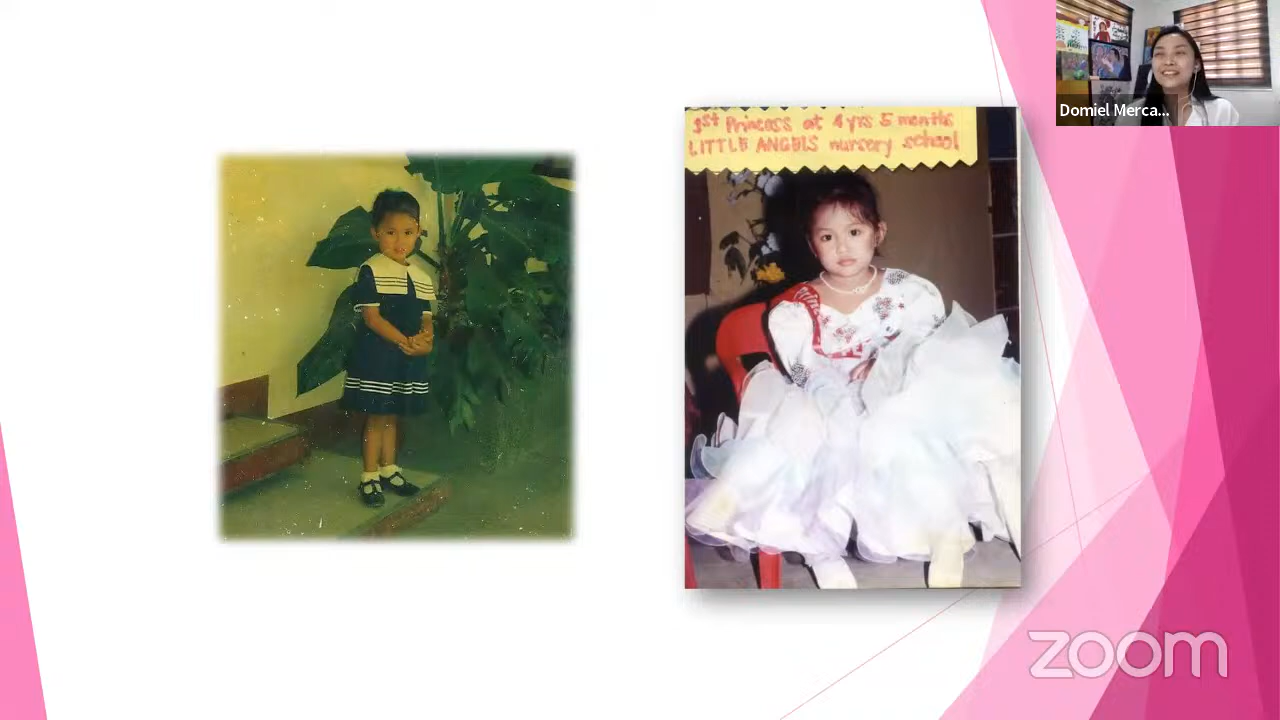 1st Princess at 4 yrs 5 months
LITTLE ANGELS nursery school
Domiel Merca...
zoom